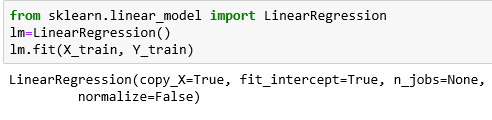 from sklearn.linear_model import LinearRegression
lm=LinearRegression()
lm.fit(X_train, Y_train)
LinearRegression(copy_X=True, fit_intercept=True, n_jobs=None,
normalize=False)